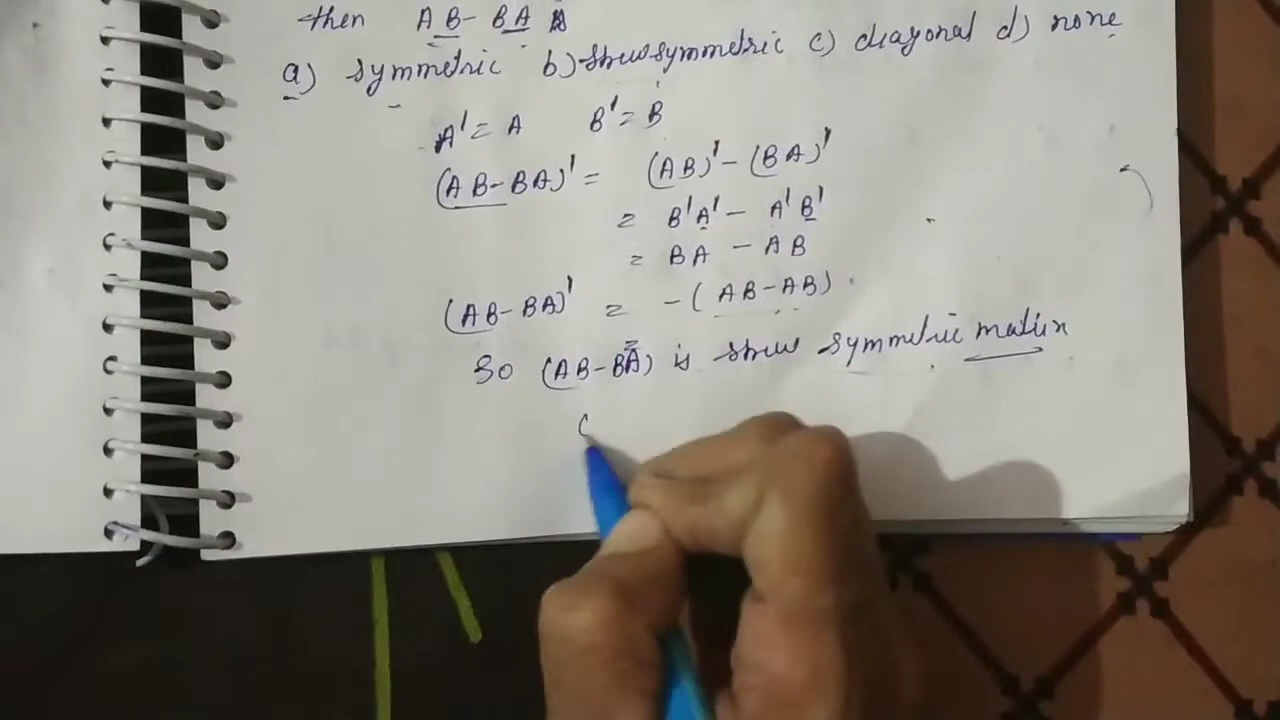 then AB - BA is
a) symmetric b) skew symmetric c) diagonal d) none
A' = A B' = B
(AB - BA)' = (AB)' - (BA)'
= B'A' - A'B'
= BA - AB
(AB - BA)' = -(AB - AB).
So (AB - BA) is skew symmetric matrix
(